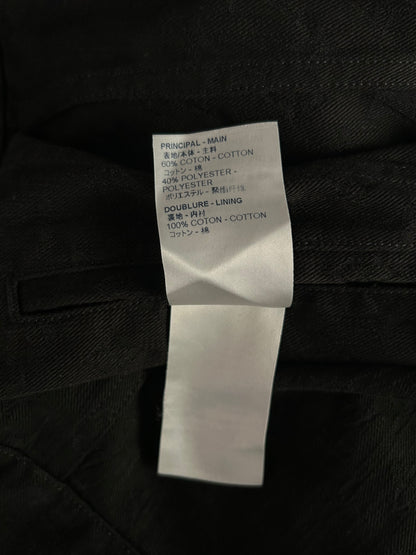 PRINCIPAL - MAIN
表地/本体 - 主料
60% COTON - COTTON
コットン - 棉
40% POLYESTER -
POLYESTER
ポリエステル - 聚酯纤维
DOUBLURE - LINING
裏地 - 内衬
100% COTON - COTTON
コットン - 棉